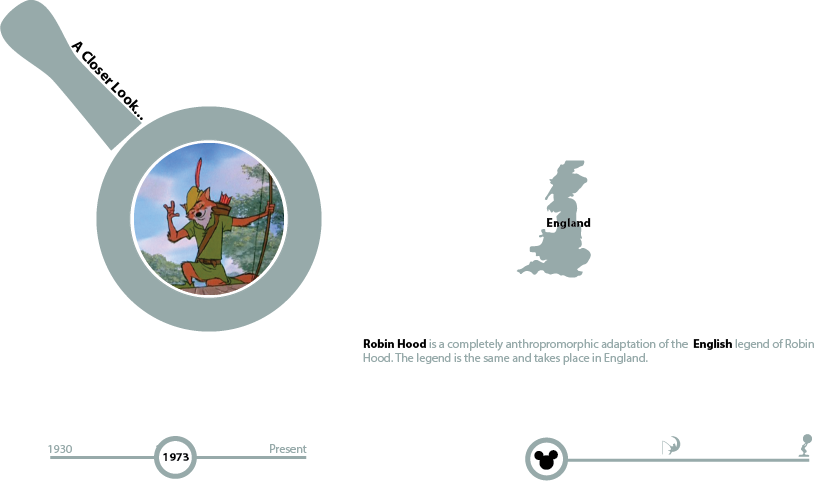 A Closer Look...
England
Robin Hood is a completely anthropromorphic adaptation of the English legend of Robin
Hood. The legend is the same and takes place in England.
1930
1973
Present